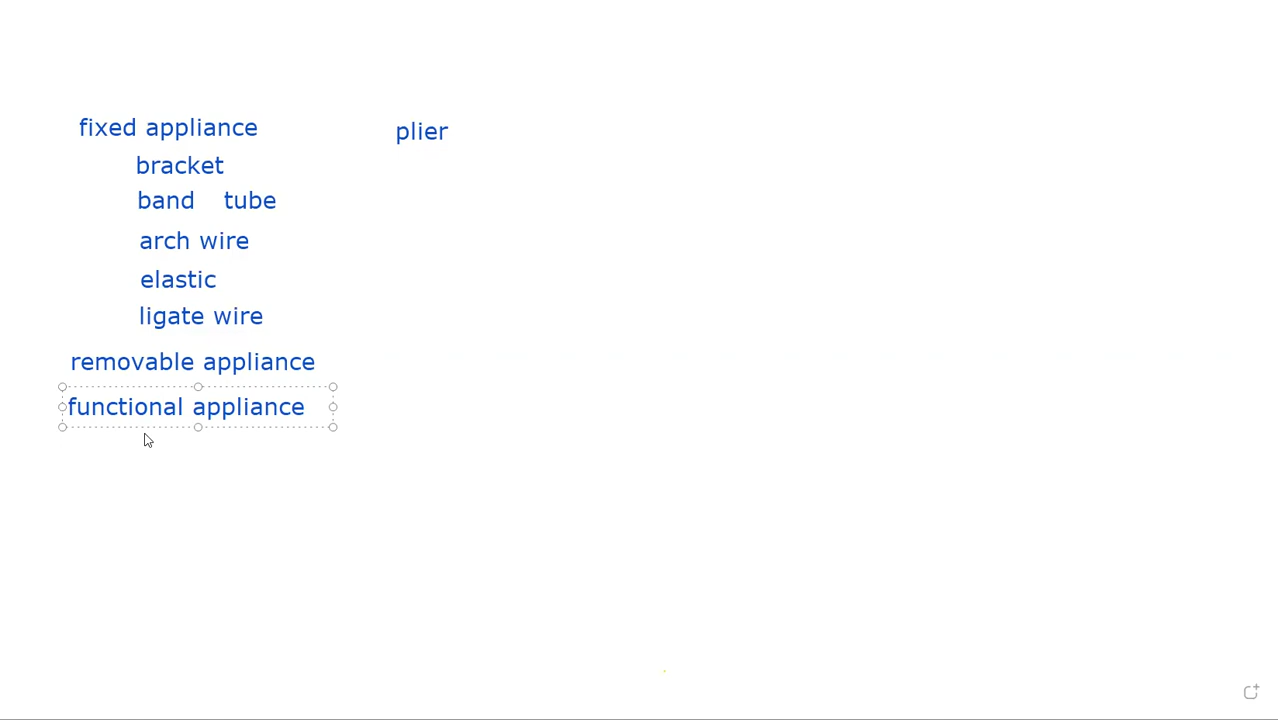 fixed appliance
plier
bracket
band tube
arch wire
elastic
ligate wire
removable appliance
functional appliance